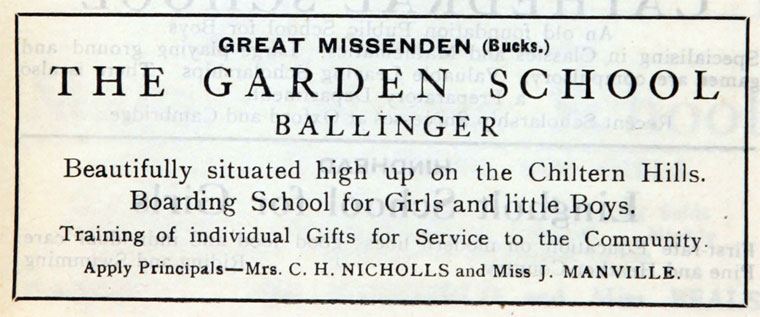 GREAT MISSENDEN (Bucks.)
THE GARDEN SCHOOL
BALLINGER
Beautifully situated high up on the Chiltern Hills.
Boarding School for Girls and little Boys.
Training of individual Gifts for Service to the Community.
Apply Principals—Mrs. C. H. NICHOLLS and Miss J. MANVILLE.